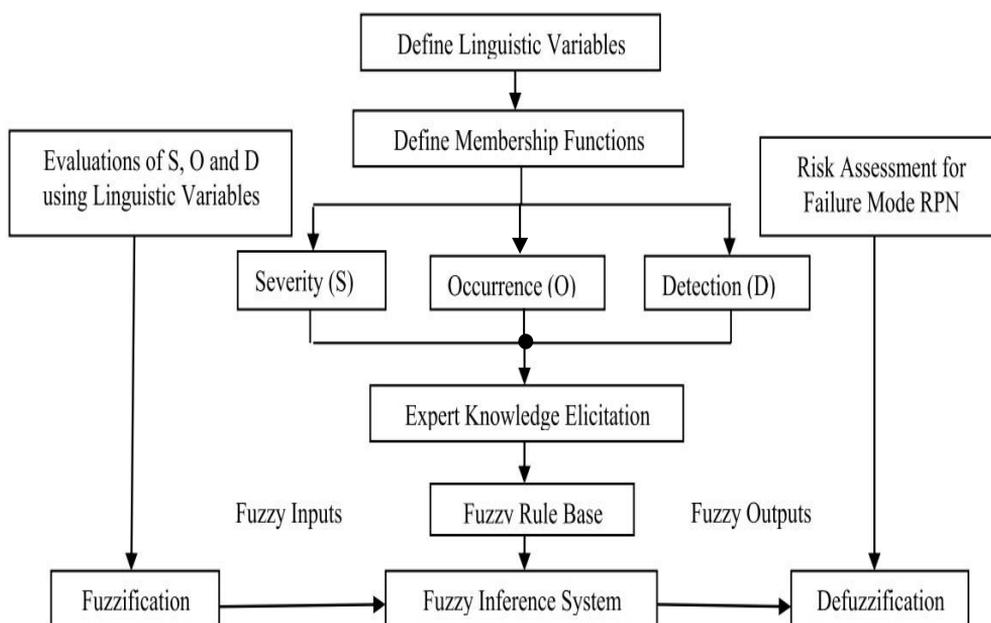 Define Linguistic Variables
Define Membership Functions
Evaluations of S, O and D
using Linguistic Variables
Risk Assessment for
Failure Mode RPN
Severity (S)
Occurrence (O)
Detection (D)
Expert Knowledge Elicitation
Fuzzy Inputs
Fuzzy Rule Base
Fuzzy Outputs
Fuzzification
Fuzzy Inference System
Defuzzification